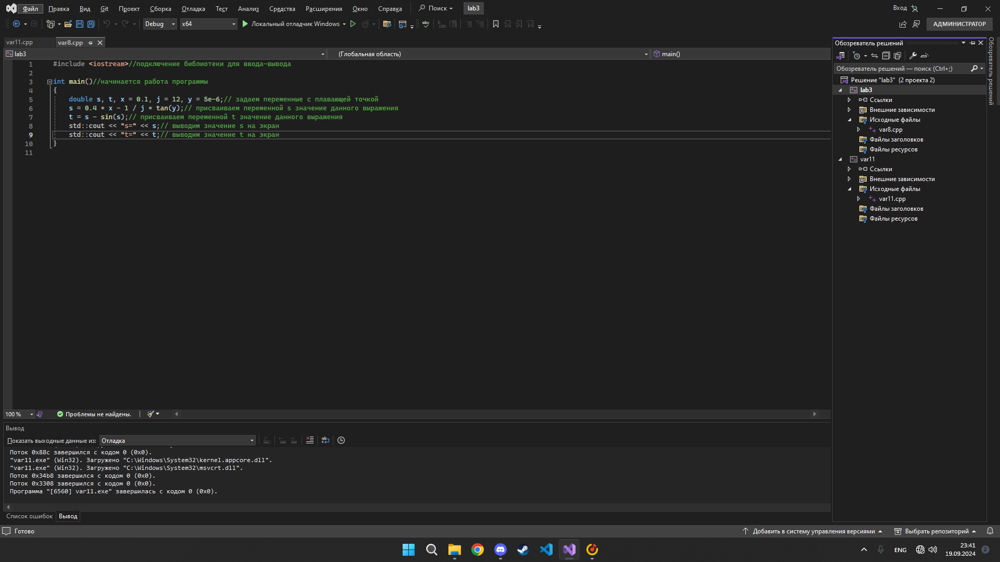 Файл Правка Вид Git Проект Сборка Отладка Тест Анализ Средства Расширения Окно Справка Поиск lab3 Вход
Debug x64 Локальный отладчик Windows АДМИНИСТРАТОР
var11.cpp var8.cpp
lab3 (Глобальная область) main()
1 #include <iostream>//подключение библиотеки для ввода-вывода
2
3 int main()//начинается работа программы
4 {
5 double s, t, x = 0.1, j = 12, y = 5e-6;// задаем переменные с плавающей точкой
6 s = 0.4 * x - 1 / j * tan(y);// присваиваем переменной s значение данного выражения
7 t = s - sin(s);// присваиваем переменной t значение данного выражения
8 std::cout << "s=" << s;// выводим значение s на экран
9 std::cout << "t=" << t;// выводим значение t на экран
10 }
11
100 % Проблемы не найдены.
Вывод
Показать выходные данные из: Отладка
Поток 0x88c завершился с кодом 0 (0x0).
"var11.exe" (Win32). Загружено "C:\Windows\System32\kernel.appcore.dll".
"var11.exe" (Win32). Загружено "C:\Windows\System32\msvcrt.dll".
Поток 0x34b8 завершился с кодом 0 (0x0).
Поток 0x3308 завершился с кодом 0 (0x0).
Программа "[6560] var11.exe" завершилась с кодом 0 (0x0).
Список ошибок Вывод
Обозреватель решений
Обозреватель решений — поиск (Ctrl+;)
Решение "lab3" (2 проекта 2)
lab3
Ссылки
Внешние зависимости
Исходные файлы
var8.cpp
Файлы заголовков
Файлы ресурсов
var11
Ссылки
Внешние зависимости
Исходные файлы
var11.cpp
Файлы заголовков
Файлы ресурсов
Обозреватель решений
Готово Добавить в систему управления версиями Выбрать репозиторий
ENG 23:41
19.09.2024 2